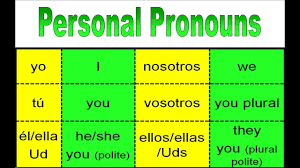 Personal Pronouns
yo I nosotros we
tú you vosotros you plural
él/ella he/she ellos/ellas they
Ud you (polite) /Uds you (plural
polite)